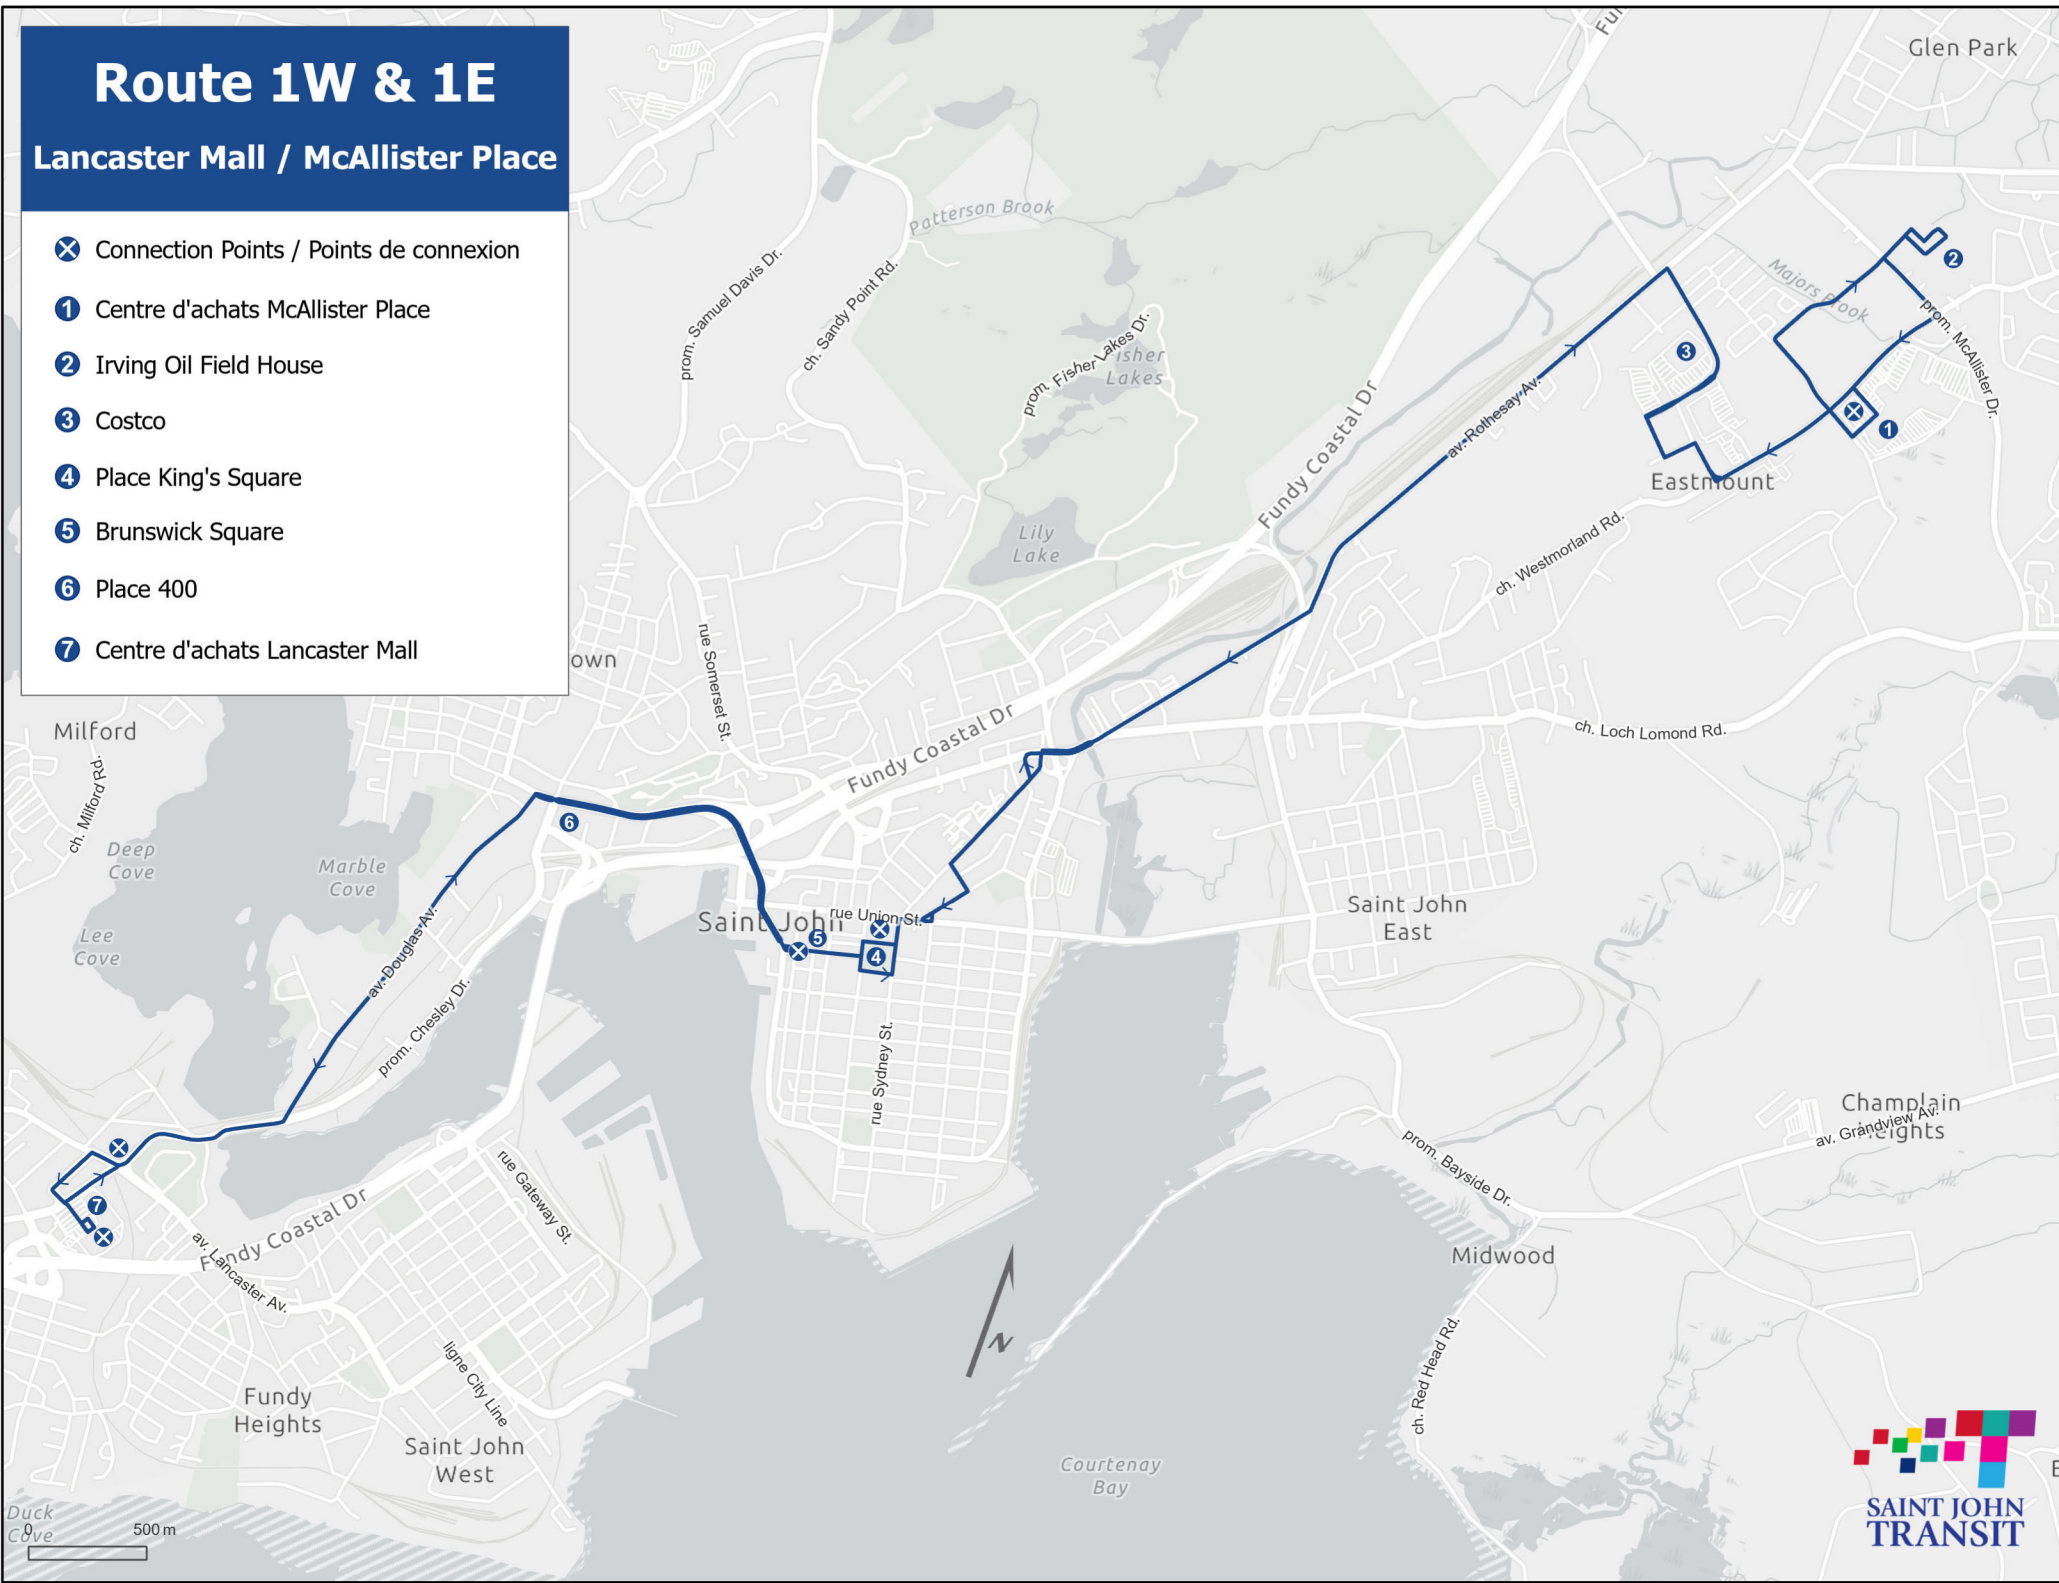 Route 1W & 1E
Lancaster Mall / McAllister Place
Connection Points / Points de connexion
1 Centre d'achats McAllister Place
2 Irving Oil Field House
3 Costco
4 Place King's Square
5 Brunswick Square
6 Place 400
7 Centre d'achats Lancaster Mall
Glen Park
Patterson Brook
prom. Samuel Davis Dr.
ch. Sandy Point Rd.
prom. Fisher Lakes Dr.
Lakes
Majors Brook
2
prom. McAllister Dr.
3
1
Fundy Coastal Dr
av. Rothesay Av.
Eastmount
Lily
Lake
ch. Westmorland Rd.
own
rue Somerset St.
Milford
ch. Milford Rd.
Fundy Coastal Dr
ch. Loch Lomond Rd.
6
Deep
Cove
Marble
Cove
Lee
Cove
av. Douglas Av.
prom. Chesley Dr.
Saint John
rue Union St.
5
4
Saint John
East
rue Sydney St.
Champlain
Heights
av. Grandview Av.
prom. Bayside Dr.
7
Fundy Coastal Dr
av. Lancaster Av.
rue Gateway St.
N
Midwood
ligne City Line
ch. Red Head Rd.
Fundy
Heights
Saint John
West
Courtenay
Bay
Duck
Cove
0
500 m
SAINT JOHN
TRANSIT